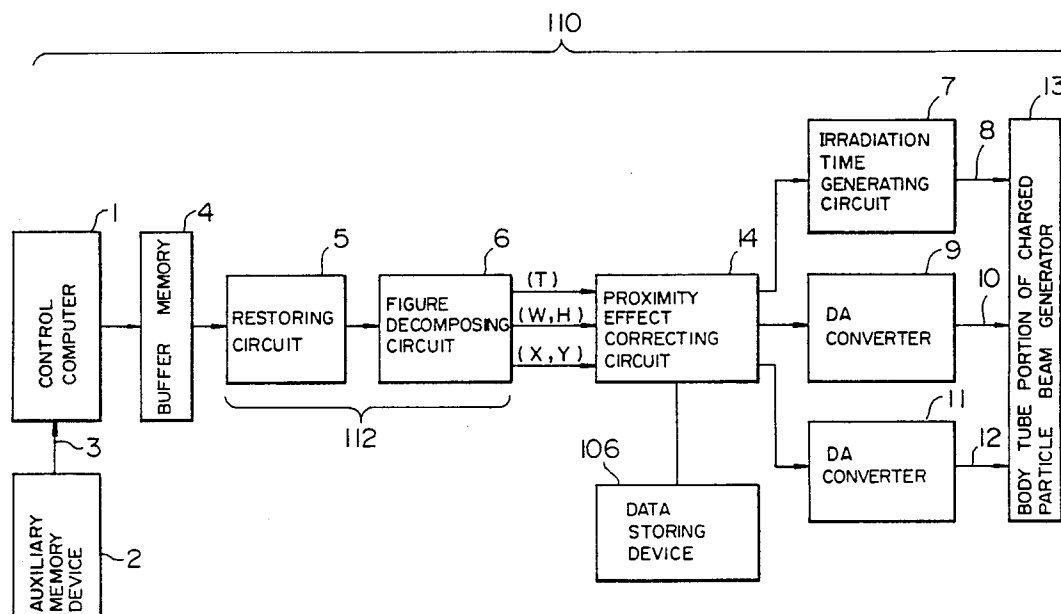 110
1
CONTROL
COMPUTER
3
AUXILIARY
MEMORY
DEVICE
2
4
BUFFER MEMORY
5
RESTORING
CIRCUIT
6
FIGURE
DECOMPOSING
CIRCUIT
112
(T)
(W,H)
(X,Y)
14
PROXIMITY
EFFECT
CORRECTING
CIRCUIT
106
DATA
STORING
DEVICE
7
IRRADIATION
TIME
GENERATING
CIRCUIT
8
9
DA
CONVERTER
10
11
DA
CONVERTER
12
13
BODY TUBE PORTION OF CHARGED
PARTICLE BEAM GENERATOR